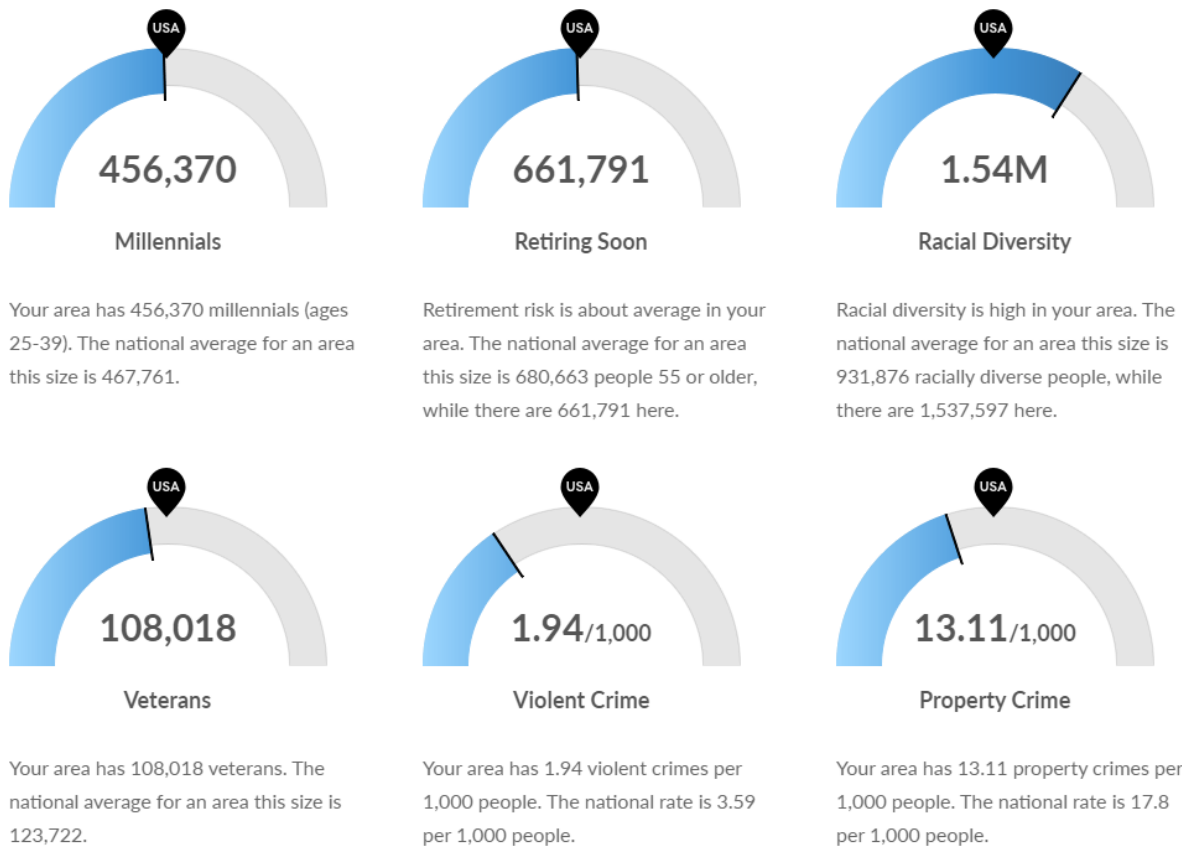 USA
456,370
Millennials
Your area has 456,370 millennials (ages
25-39). The national average for an area
this size is 467,761.
USA
661,791
Retiring Soon
Retirement risk is about average in your
area. The national average for an area
this size is 680,663 people 55 or older,
while there are 661,791 here.
USA
1.54M
Racial Diversity
Racial diversity is high in your area. The
national average for an area this size is
931,876 racially diverse people, while
there are 1,537,597 here.
USA
108,018
Veterans
Your area has 108,018 veterans. The
national average for an area this size is
123,722.
USA
1.94/1,000
Violent Crime
Your area has 1.94 violent crimes per
1,000 people. The national rate is 3.59
per 1,000 people.
USA
13.11/1,000
Property Crime
Your area has 13.11 property crimes per
1,000 people. The national rate is 17.8
per 1,000 people.